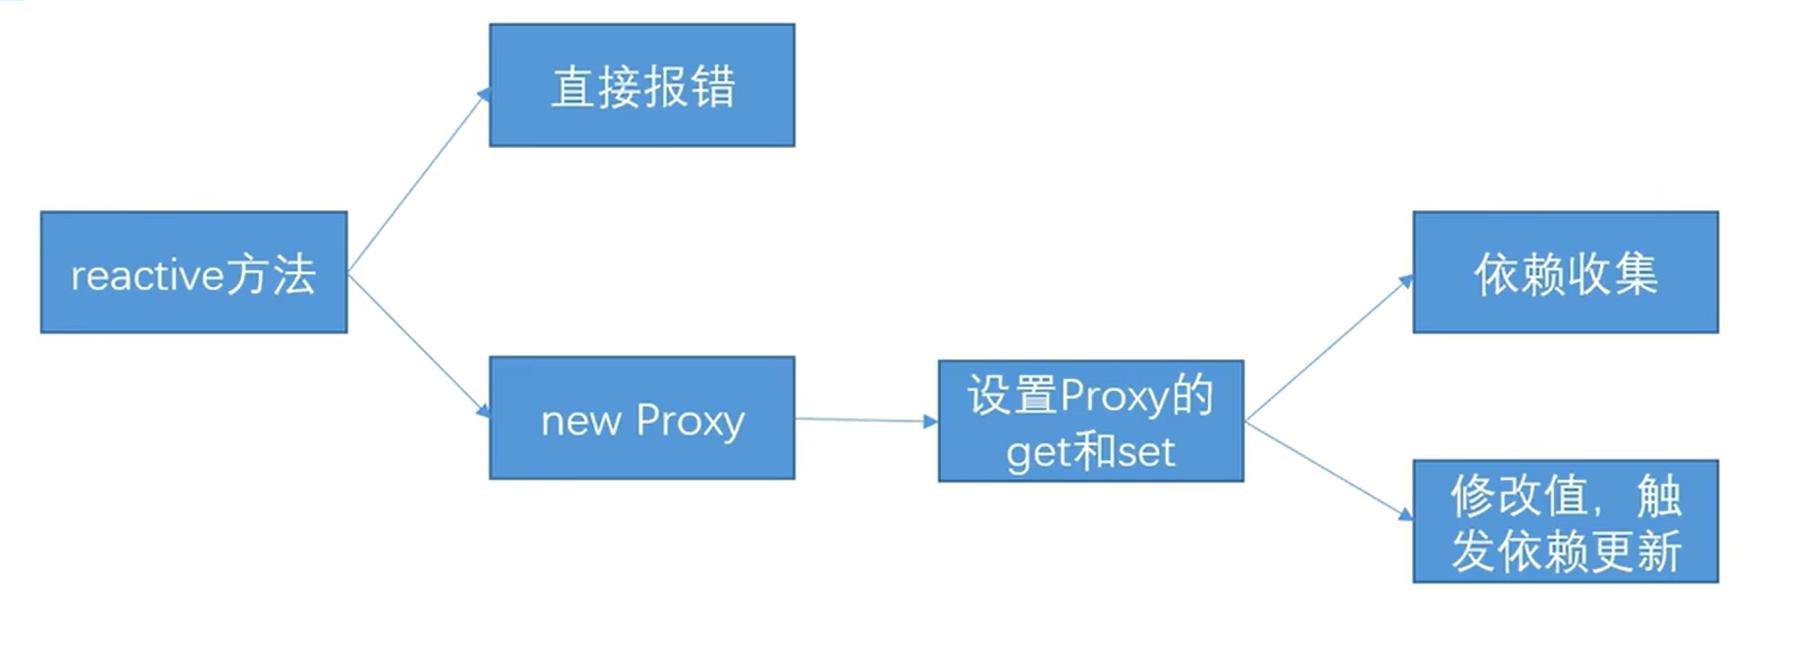 直接报错
reactive方法
依赖收集
new Proxy
设置Proxy的
get和set
修改值，触
发依赖更新